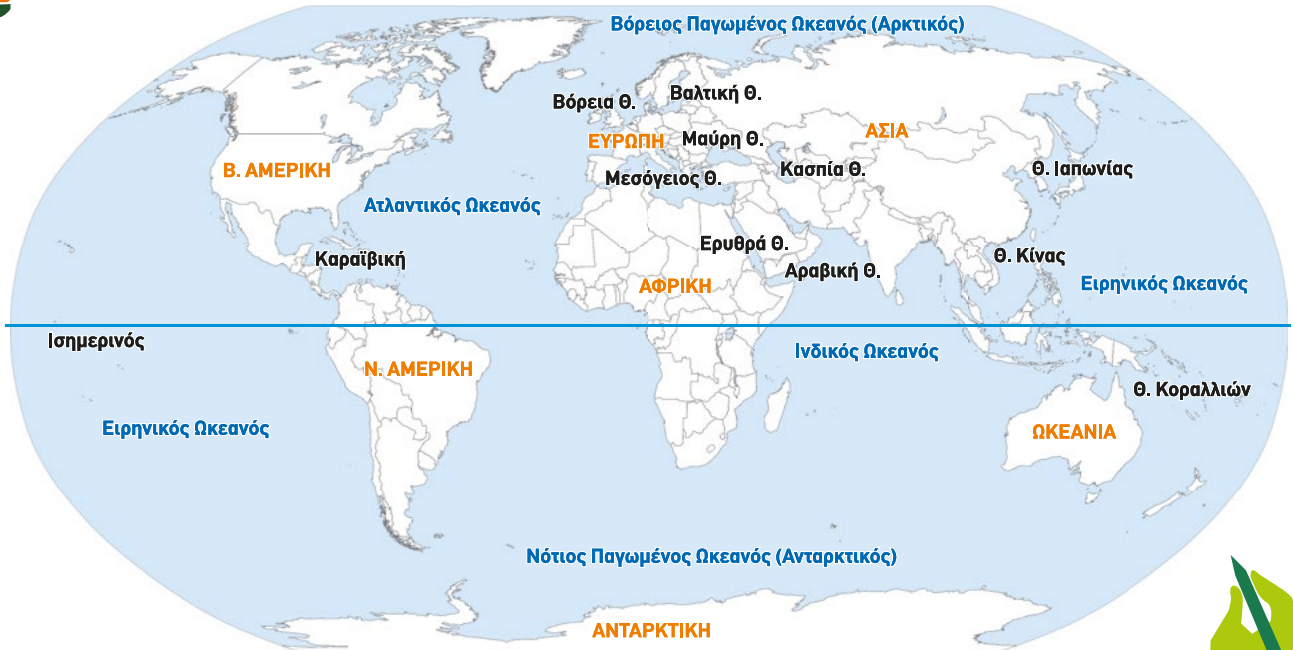 Βόρειος Παγωμένος Ωκεανός (Αρκτικός)
Βόρεια Θ.
Βαλτική Θ.
ΕΥΡΩΠΗ
Μαύρη Θ.
ΑΣΙΑ
Β. ΑΜΕΡΙΚΗ
Μεσόγειος Θ.
Κασπία Θ.
Θ. Ιαπωνίας
Ατλαντικός Ωκεανός
Ερυθρά Θ.
Καραϊβική
Αραβική Θ.
Θ. Κίνας
ΑΦΡΙΚΗ
Ειρηνικός Ωκεανός
Ισημερινός
Ινδικός Ωκεανός
Ν. ΑΜΕΡΙΚΗ
Θ. Κοραλλιών
Ειρηνικός Ωκεανός
ΩΚΕΑΝΙΑ
Νότιος Παγωμένος Ωκεανός (Ανταρκτικός)
ΑΝΤΑΡΚΤΙΚΗ